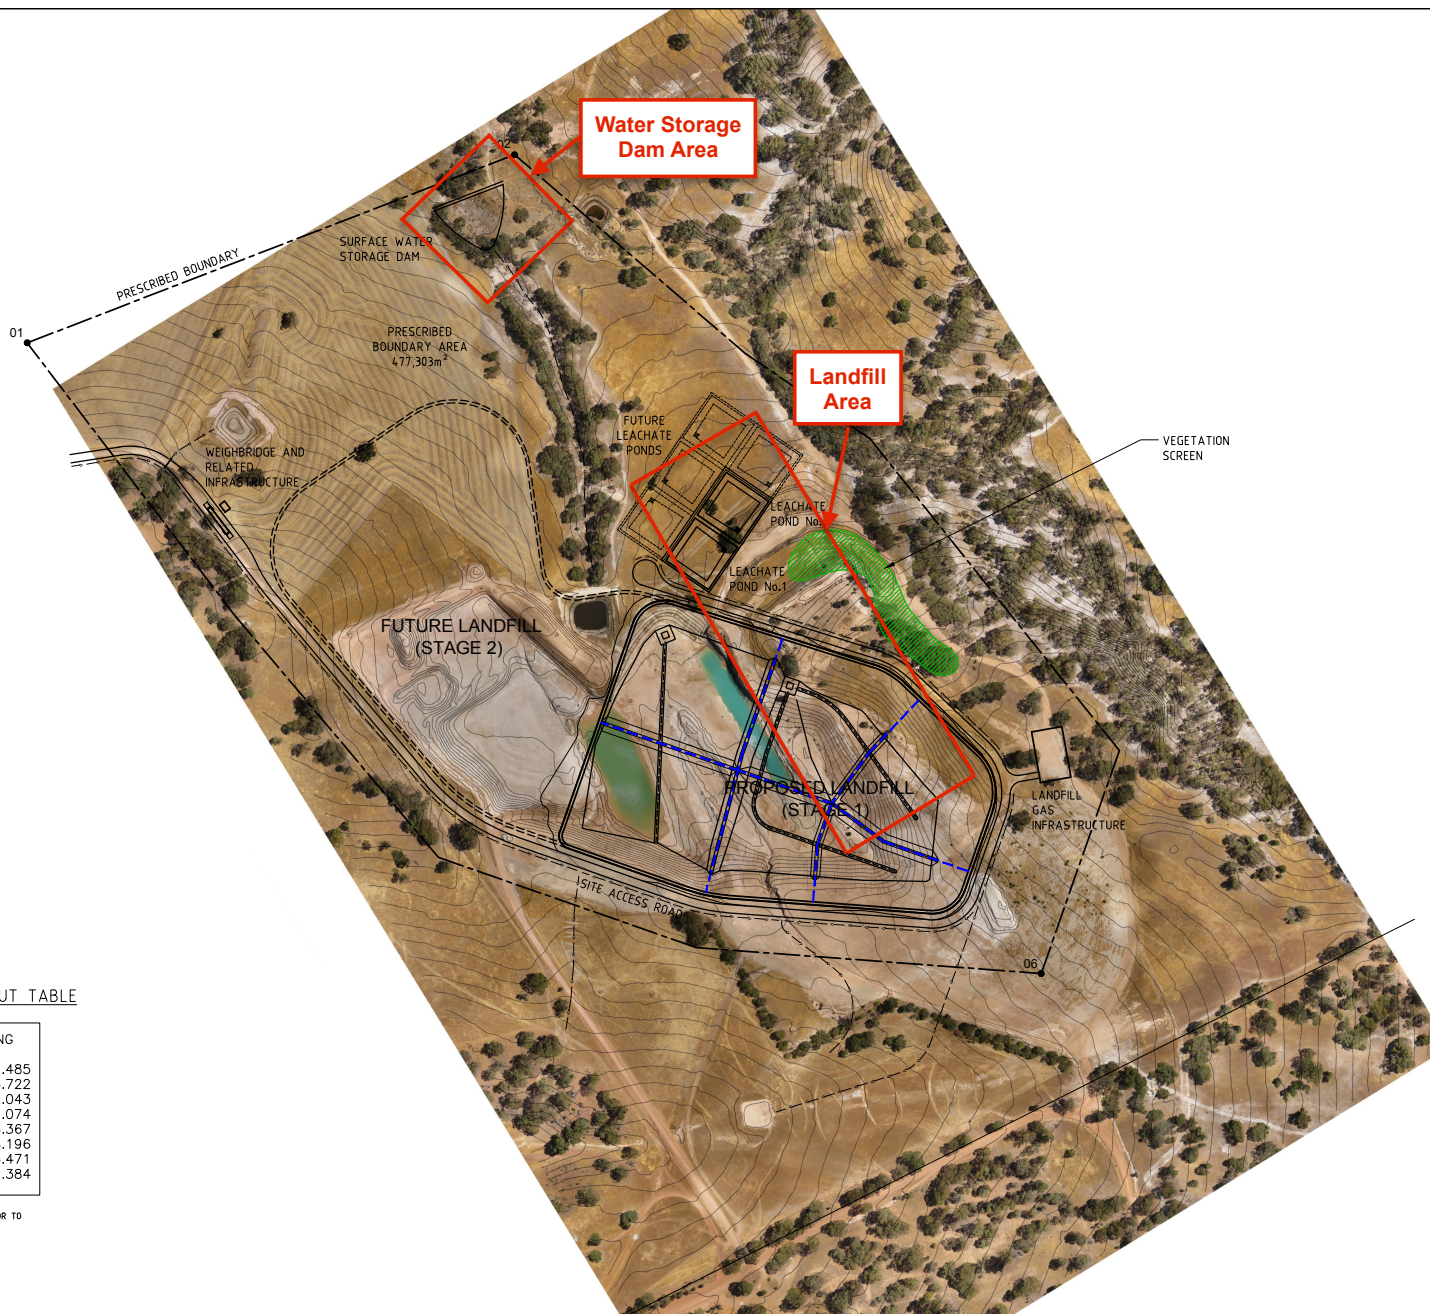 Water Storage
Dam Area
02
SURFACE WATER
STORAGE DAM
PRESCRIBED BOUNDARY
01
PRESCRIBED
BOUNDARY AREA
477,303m²
Landfill
Area
FUTURE
LEACHATE
PONDS
VEGETATION
SCREEN
WEIGHBRIDGE AND
RELATED
INFRASTRUCTURE
LEACHATE
POND No.
LEACHATE
POND No.1
FUTURE LANDFILL
(STAGE 2)
PROPOSED LANDFILL
(STAGE 1)
LANDFILL
GAS
INFRASTRUCTURE
SITE ACCESS ROAD
06
UT TABLE
NG
.485
.722
.043
.074
.367
.196
.471
.384
OR TO